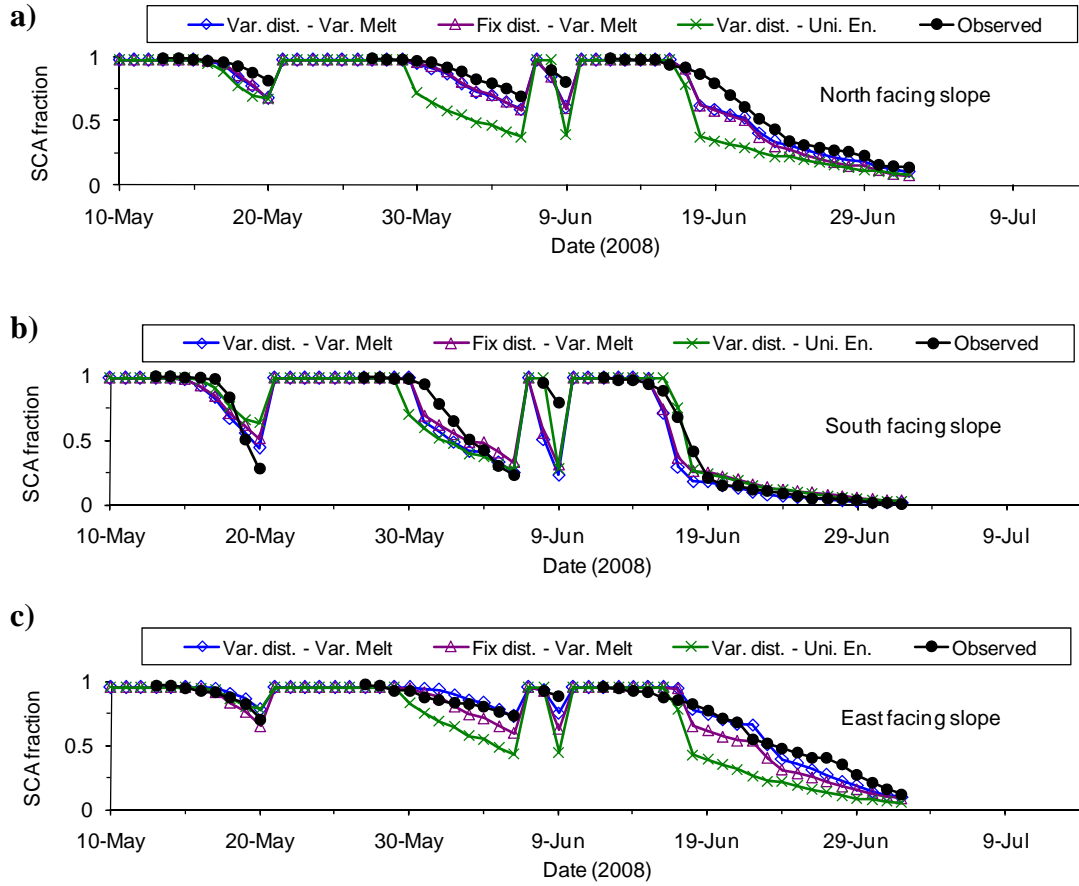 a)
Var. dist. - Var. Melt Fix dist. - Var. Melt Var. dist. - Uni. En. Observed
1
0.5
0
SCA fraction
North facing slope
10-May 20-May 30-May 9-Jun 19-Jun 29-Jun 9-Jul
Date (2008)
b)
Var. dist. - Var. Melt Fix dist. - Var. Melt Var. dist. - Uni. En. Observed
1
0.5
0
SCA fraction
South facing slope
10-May 20-May 30-May 9-Jun 19-Jun 29-Jun 9-Jul
Date (2008)
c)
Var. dist. - Var. Melt Fix dist. - Var. Melt Var. dist. - Uni. En. Observed
1
0.5
0
SCA fraction
East facing slope
10-May 20-May 30-May 9-Jun 19-Jun 29-Jun 9-Jul
Date (2008)